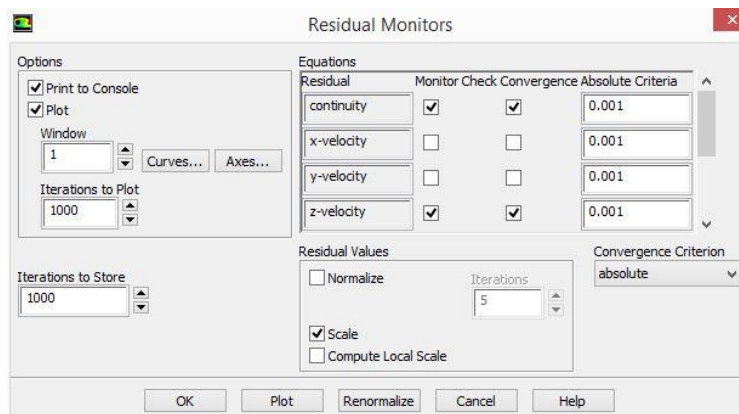 Residual Monitors
Options
Print to Console
Plot
Window
1
Curves...
Axes...
Iterations to Plot
1000
Iterations to Store
1000
Equations
Residual Monitor Check Convergence Absolute Criteria
continuity 0.001
x-velocity 0.001
y-velocity 0.001
z-velocity 0.001
Residual Values
Normalize
Iterations
5
Scale
Compute Local Scale
Convergence Criterion
absolute
OK Plot Renormalize Cancel Help